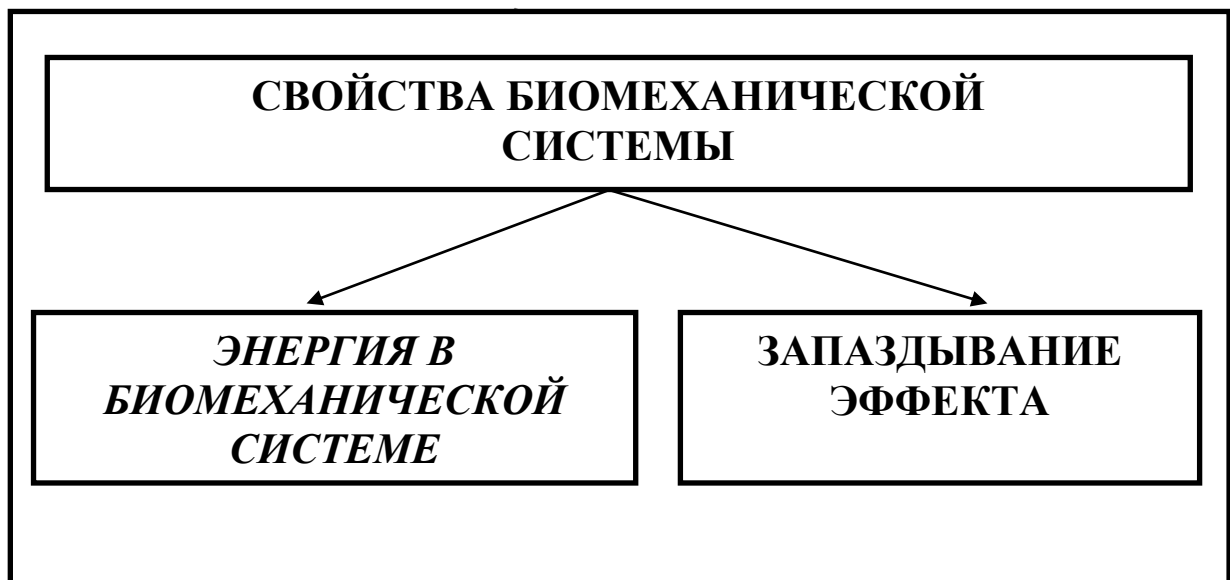 СВОЙСТВА БИОМЕХАНИЧЕСКОЙ
СИСТЕМЫ
ЭНЕРГИЯ В
БИОМЕХАНИЧЕСКОЙ
СИСТЕМЕ
ЗАПАЗДЫВАНИЕ
ЭФФЕКТА